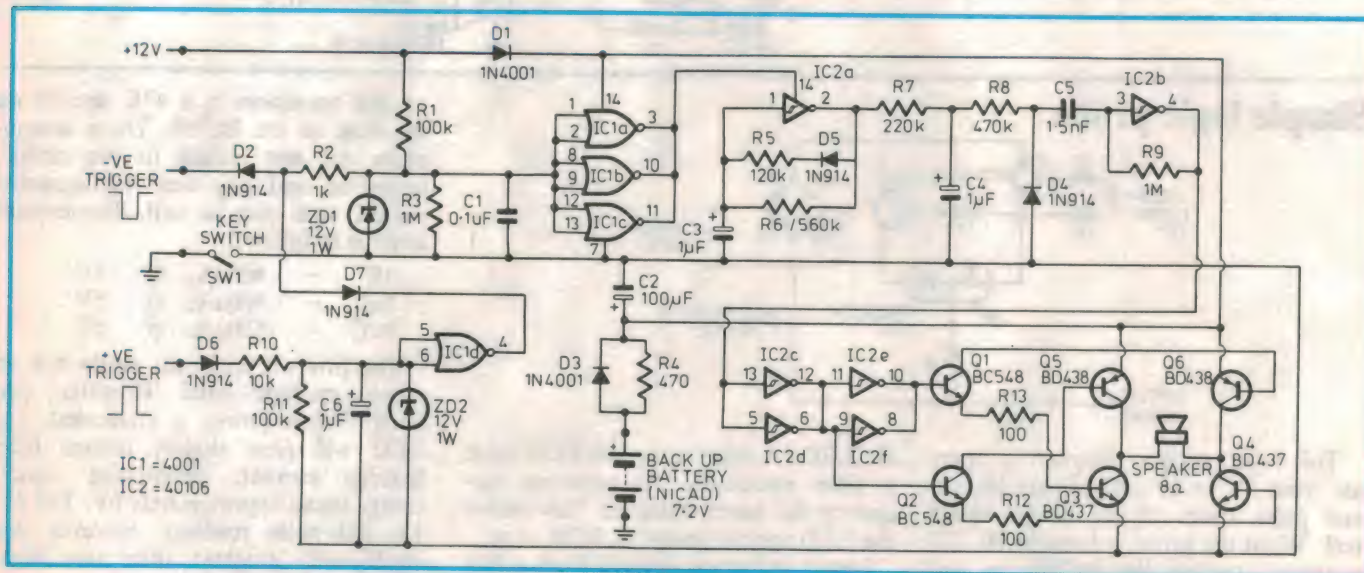 +12V
D1
1N4001
R1
100k
-VE
TRIGGER
D2
1N914
R2
1k
ZD1
12V
1W
R3
1M
C1
0·1uF
KEY
SWITCH
SW1
1
2
8
9
12
13
14
IC1a
3
IC1b
10
IC1c
11
7
IC2a
14
1
2
R5
120k
D5
1N914
R6 /560k
C3
1µF
R7
220k
C4
1µF
R8
470k
D4
1N914
C5
1·5nF
IC2b
3
4
R9
1M
D7
1N914
C2
100µF
+VE
TRIGGER
D6
1N914
R10
10k
R11
100k
C6
1µF
5
6
IC1d
4
ZD2
12V
1W
D3
1N4001
R4
470
BACK UP
BATTERY
(NICAD)
7·2V
IC2c
13
12
IC2d
5
6
IC2e
11
10
IC2f
9
8
Q1
BC548
R13
100
Q2
BC548
R12
100
Q5
BD438
Q6
BD438
Q3
BD437
Q4
BD437
SPEAKER
8Ω
IC1 = 4001
IC2 = 40106